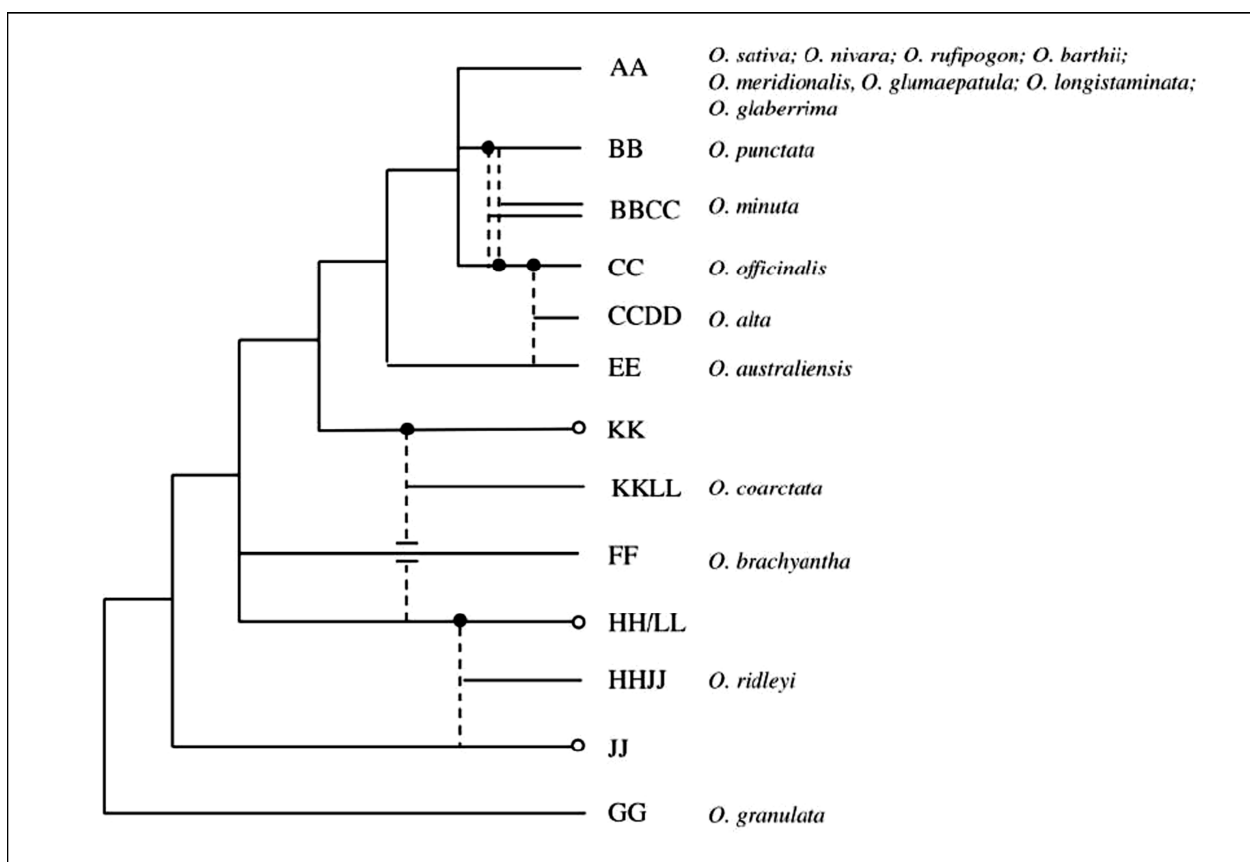 AA O. sativa; O. nivara; O. rufipogon; O. barthii;
O. meridionalis, O. glumaepatula; O. longistaminata;
O. glaberrima
BB O. punctata
BBCC O. minuta
CC O. officinalis
CCDD O. alta
EE O. australiensis
KK
KKLL O. coarctata
FF O. brachyantha
HH/LL
HHJJ O. ridleyi
JJ
GG O. granulata